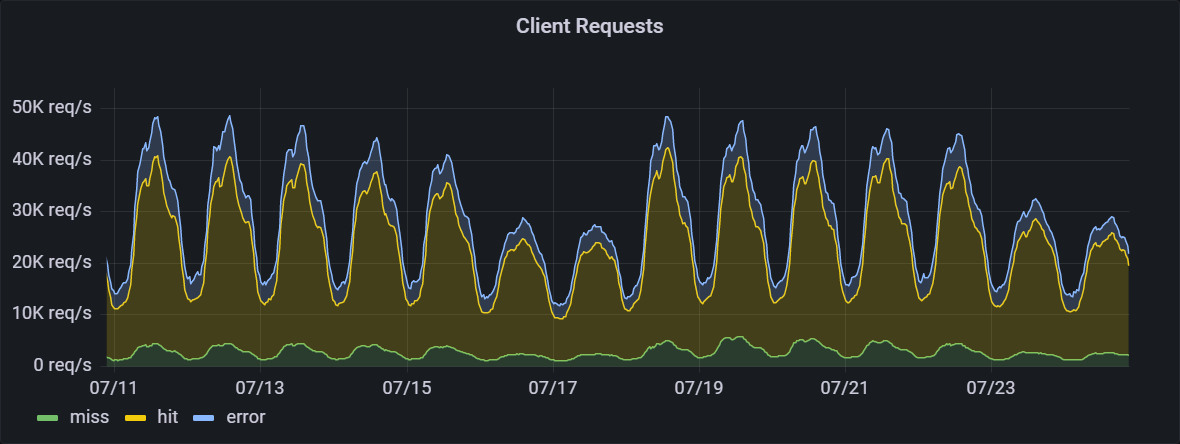 Client Requests
50K req/s
40K req/s
30K req/s
20K req/s
10K req/s
0 req/s
07/11 07/13 07/15 07/17 07/19 07/21 07/23
miss hit error